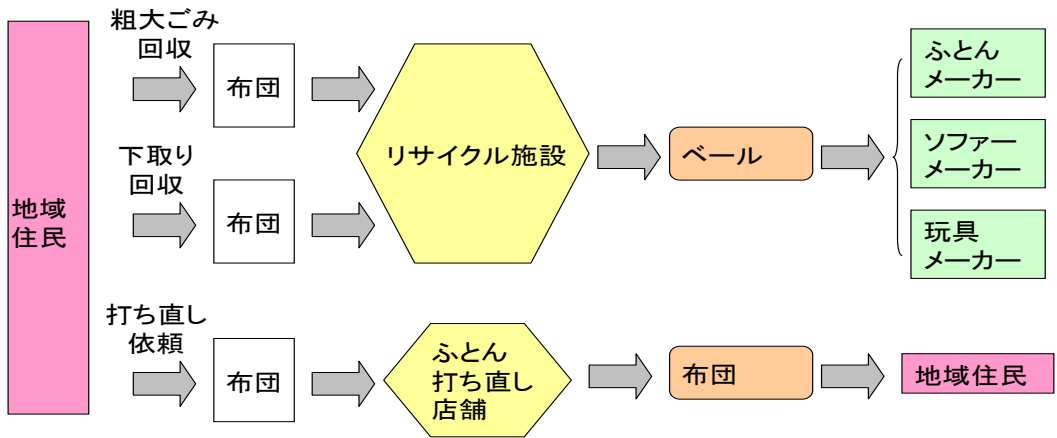 地域
住民
粗大ごみ
回収
布団
下取り
回収
布団
リサイクル施設
ベール
ふとん
メーカー
ソファー
メーカー
玩具
メーカー
打ち直し
依頼
布団
ふとん
打ち直し
店舗
布団
地域住民